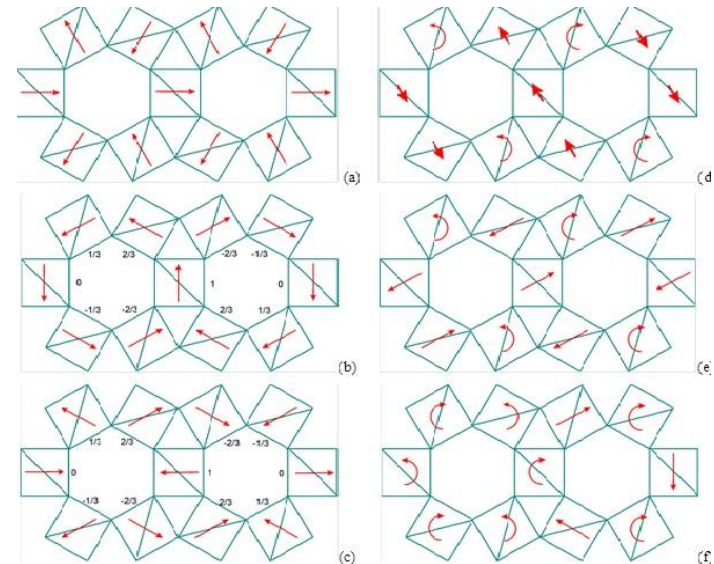 (a)
(d
1/3 2/3 -2/3 -1/3
0 1 0
-1/3 -2/3 2/3 1/3
(b)
(e)
1/3 2/3 -2/3 -1/3
0 1 0
-1/3 -2/3 2/3 1/3
(c)
(f)